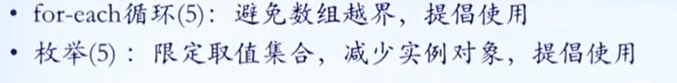 • for-each循环(5)：避免数组越界，提倡使用
• 枚举(5)：限定取值集合，减少实例对象，提倡使用